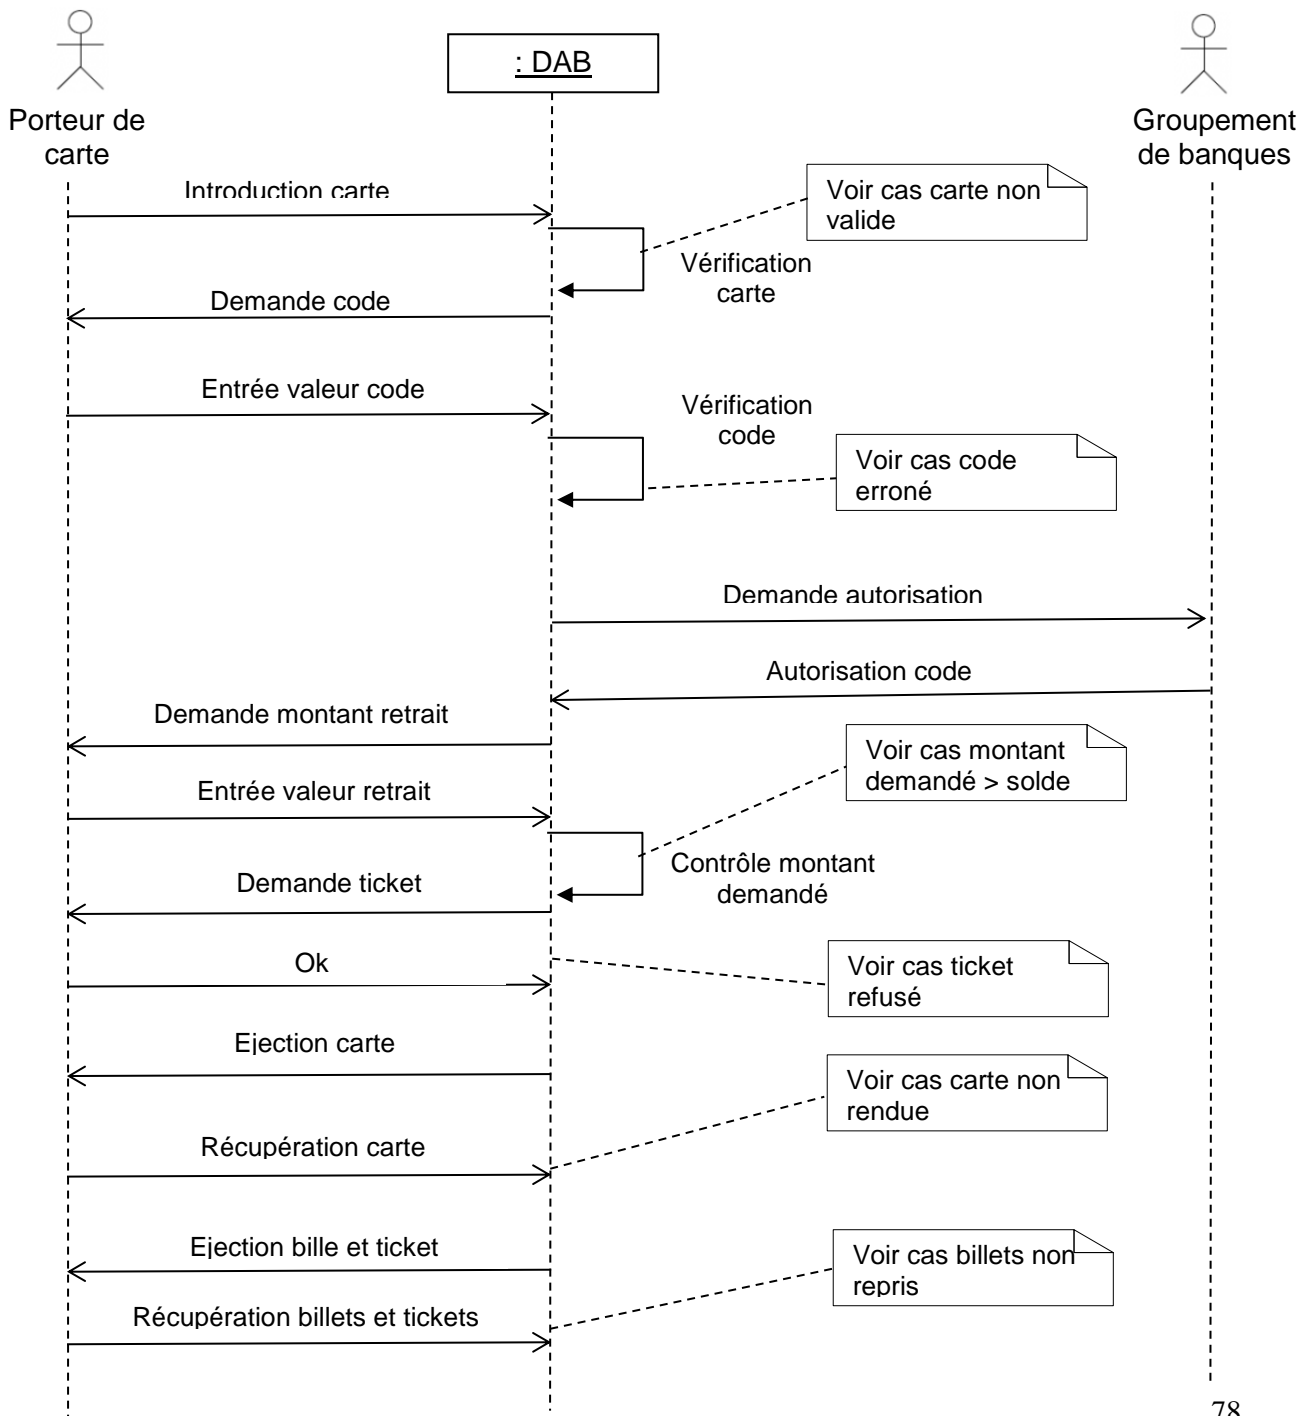 : DAB
Porteur de
carte
Groupement
de banques
Introduction carte
Voir cas carte non
valide
Vérification
carte
Demande code
Entrée valeur code
Vérification
code
Voir cas code
erroné
Demande autorisation
Autorisation code
Demande montant retrait
Voir cas montant
demandé > solde
Entrée valeur retrait
Contrôle montant
demandé
Demande ticket
Ok
Voir cas ticket
refusé
Ejection carte
Voir cas carte non
rendue
Récupération carte
Ejection bille et ticket
Voir cas billets non
repris
Récupération billets et tickets
78